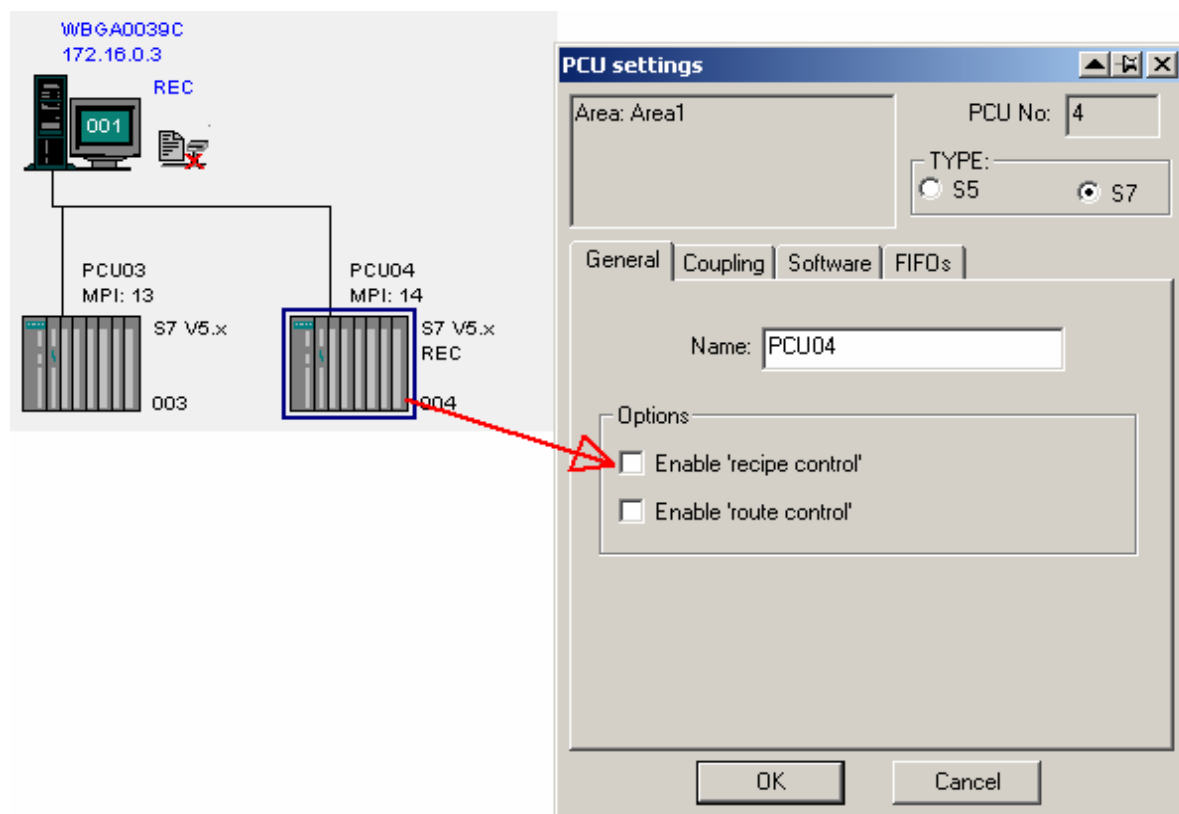 WBGA0039C
172.16.0.3
REC
001
PCU03
MPI: 13
S7 V5.x
003
PCU04
MPI: 14
S7 V5.x
REC
004
PCU settings
Area: Area1
PCU No: 4
TYPE:
S5 S7
General Coupling Software FIFOs
Name: PCU04
Options
Enable 'recipe control'
Enable 'route control'
OK Cancel